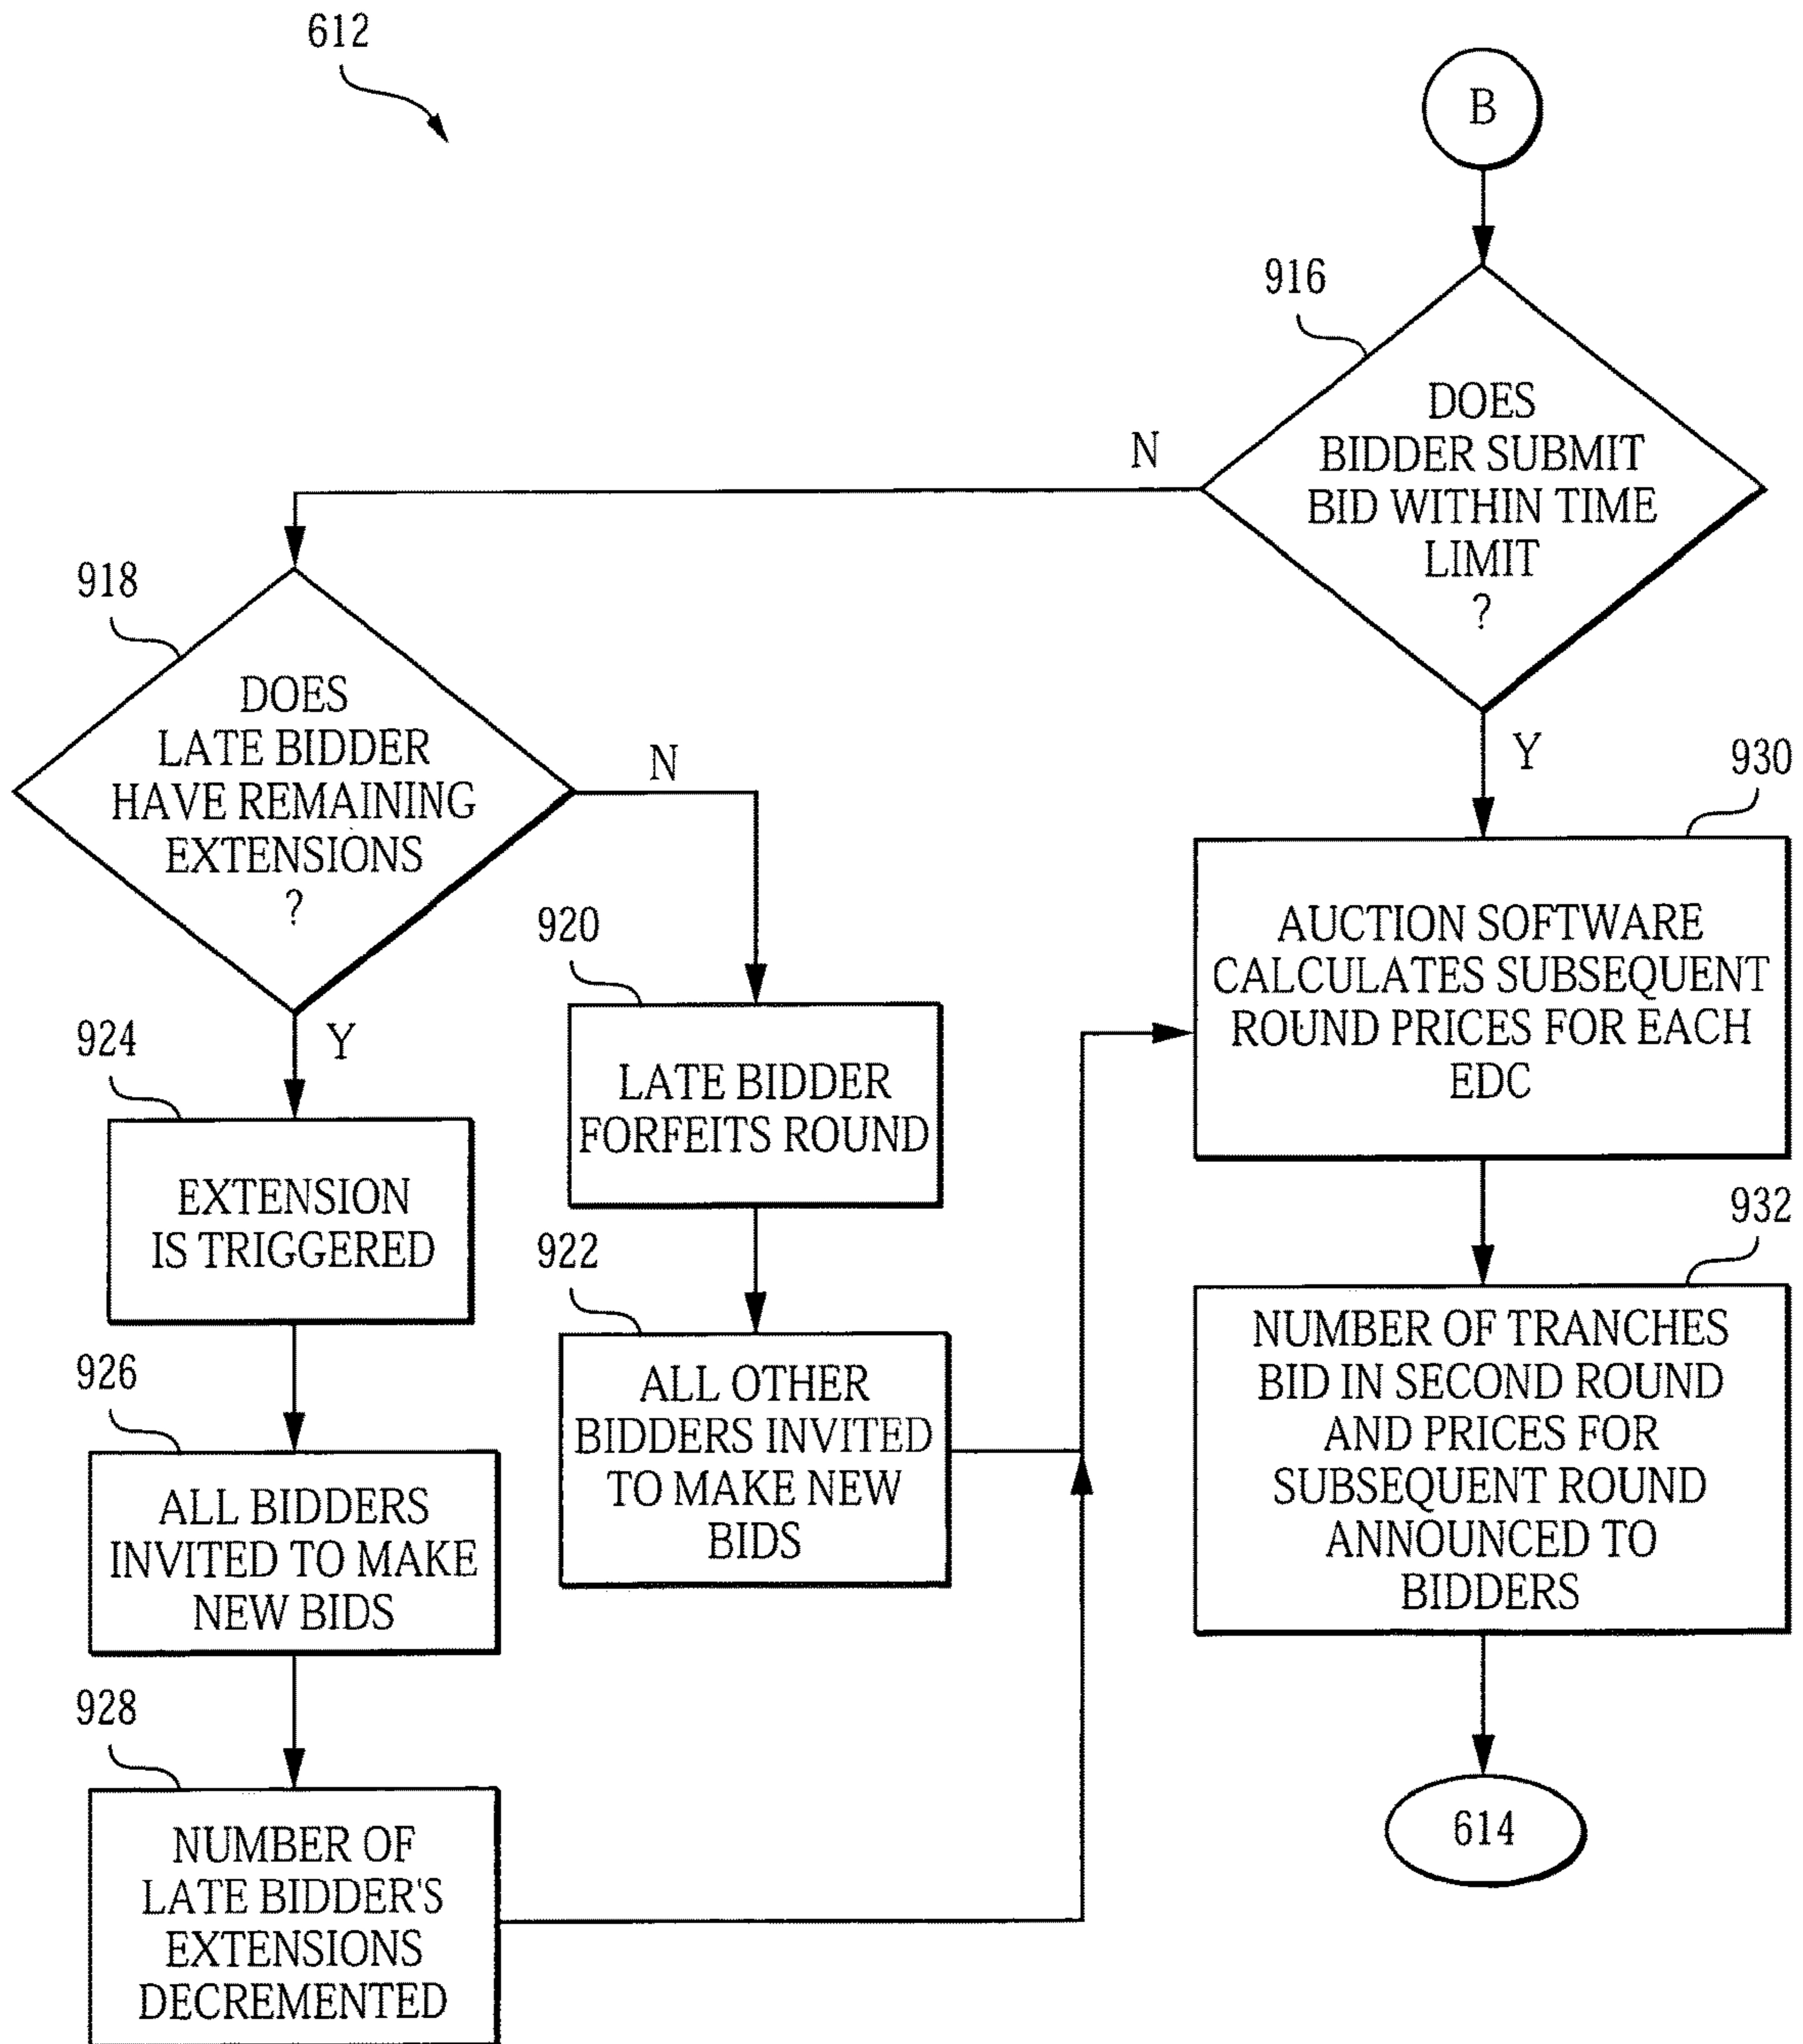 612
B
916
DOES
BIDDER SUBMIT
BID WITHIN TIME
LIMIT
?
N
Y
918
DOES
LATE BIDDER
HAVE REMAINING
EXTENSIONS
?
N
Y
920
LATE BIDDER
FORFEITS ROUND
922
ALL OTHER
BIDDERS INVITED
TO MAKE NEW
BIDS
924
EXTENSION
IS TRIGGERED
926
ALL BIDDERS
INVITED TO MAKE
NEW BIDS
928
NUMBER OF
LATE BIDDER'S
EXTENSIONS
DECREMENTED
930
AUCTION SOFTWARE
CALCULATES SUBSEQUENT
ROUND PRICES FOR EACH
EDC
932
NUMBER OF TRANCHES
BID IN SECOND ROUND
AND PRICES FOR
SUBSEQUENT ROUND
ANNOUNCED TO
BIDDERS
614